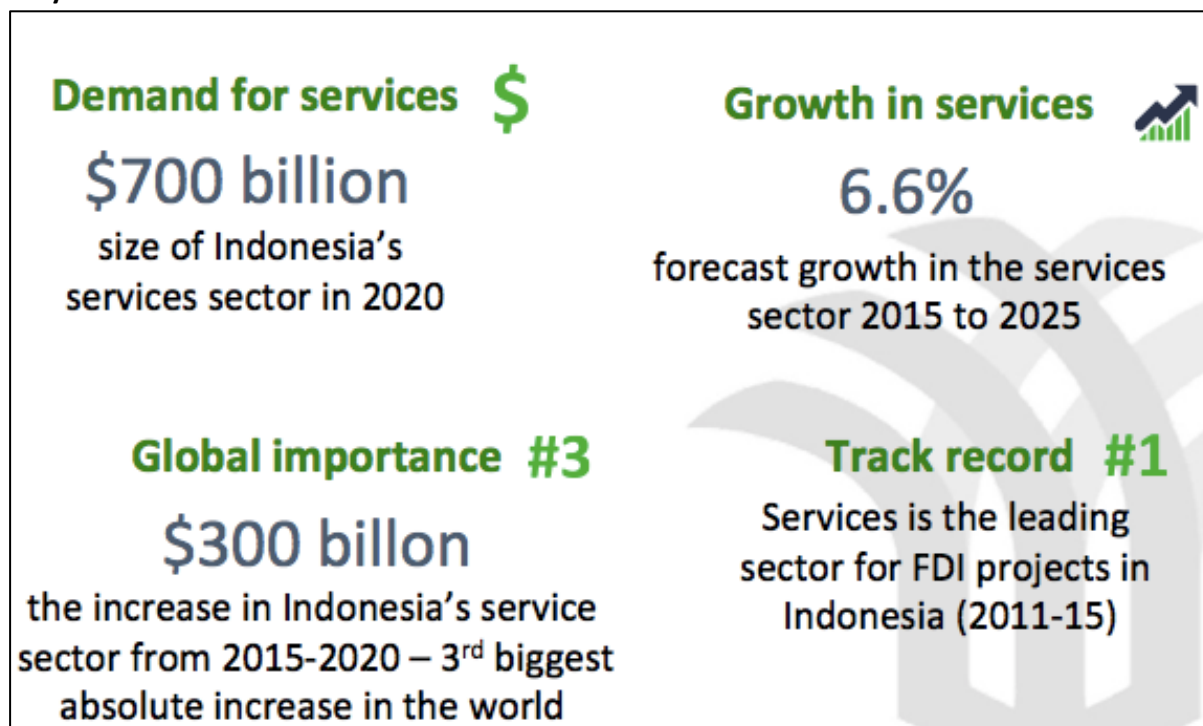 Demand for services $
$700 billion
size of Indonesia's
services sector in 2020
Growth in services
6.6%
forecast growth in the services
sector 2015 to 2025
Global importance #3
$300 billon
the increase in Indonesia's service
sector from 2015-2020 – 3rd biggest
absolute increase in the world
Track record #1
Services is the leading
sector for FDI projects in
Indonesia (2011-15)